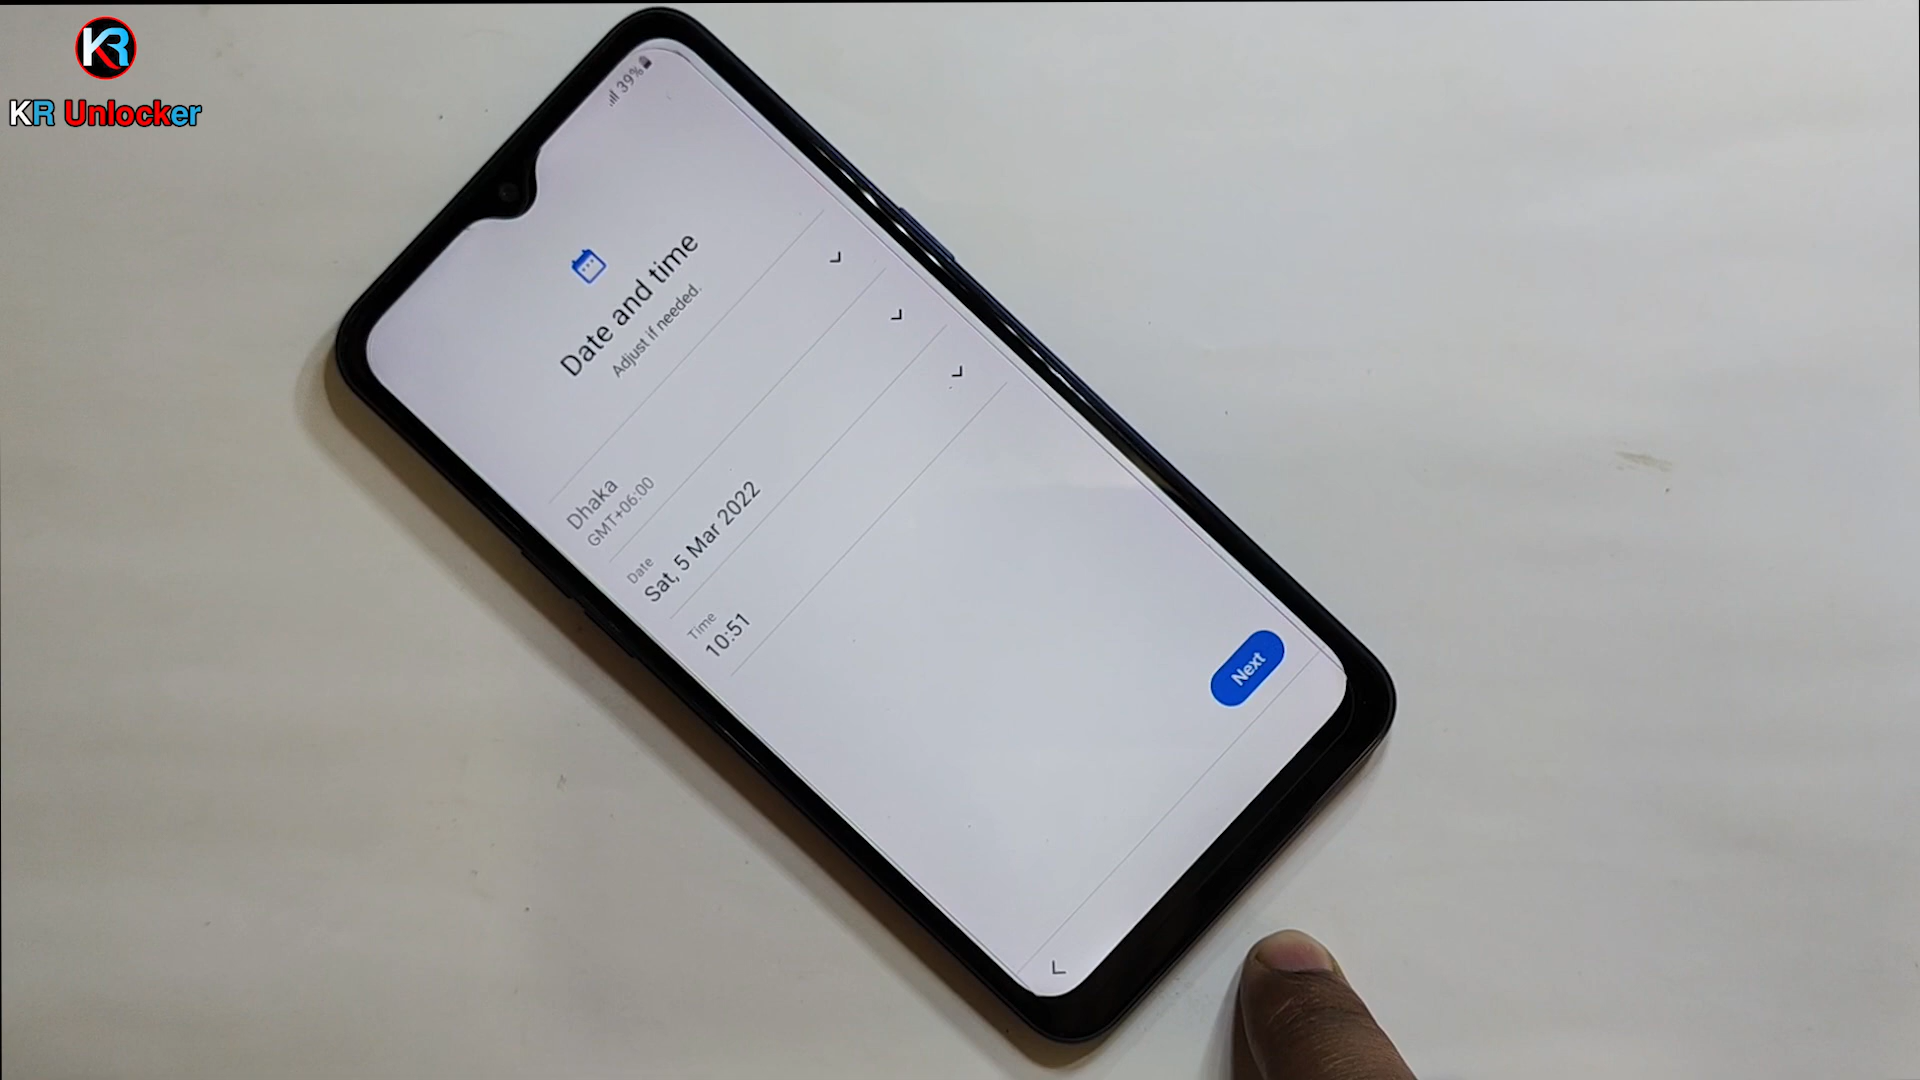 KR
KR Unlocker
39%
Date and time
Adjust if needed.
Dhaka
GMT+06:00
Date
Sat, 5 Mar 2022
Time
10:51
Next